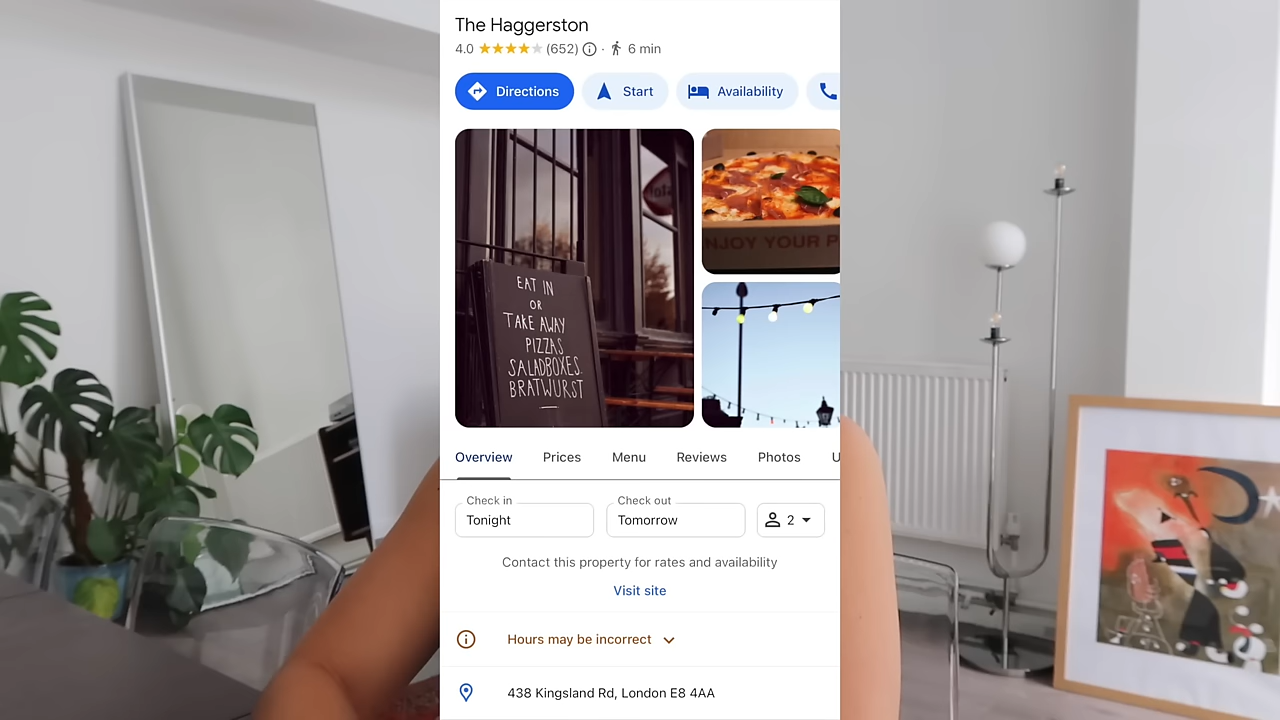 The Haggerston
4.0 (652) · 6 min
Directions
Start
Availability
EAT IN
OR
TAKE AWAY
PIZZAS
SALADBOXES.
BRATWURST
NJOY YOUR P
Overview
Prices
Menu
Reviews
Photos
U
Check in
Tonight
Check out
Tomorrow
2
Contact this property for rates and availability
Visit site
Hours may be incorrect
438 Kingsland Rd, London E8 4AA